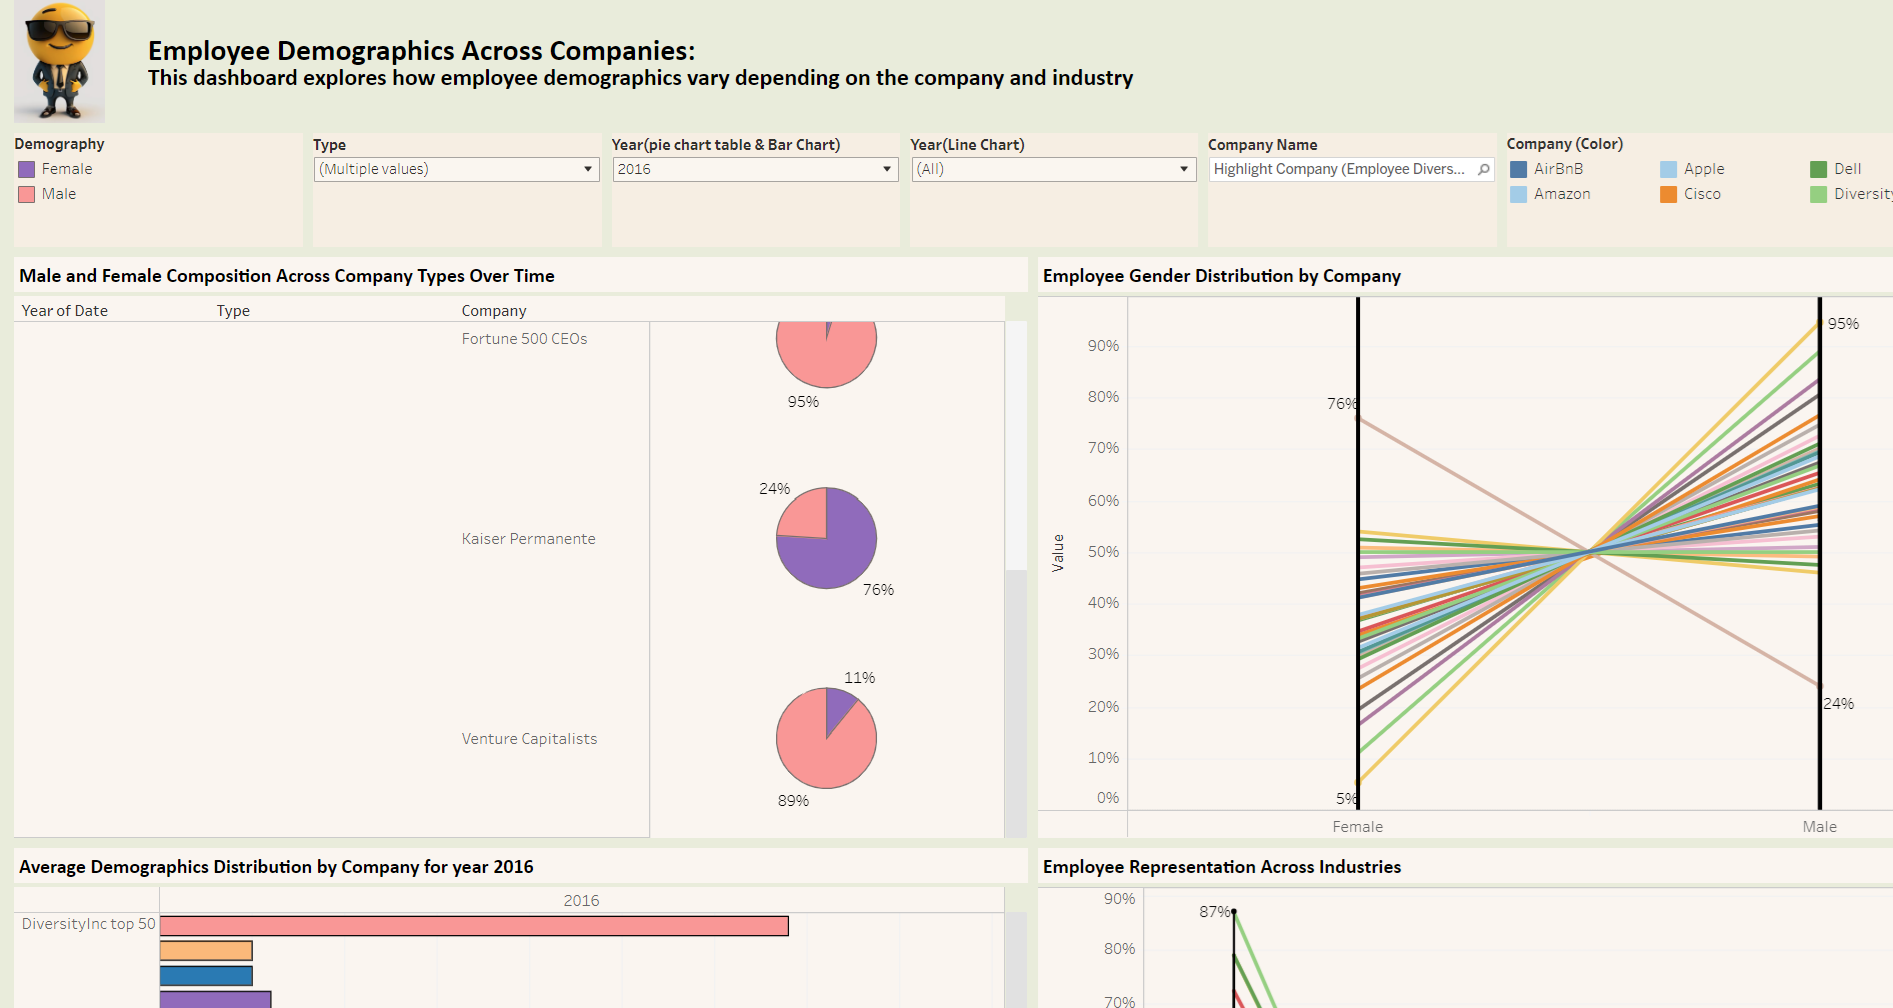 Employee Demographics Across Companies:
This dashboard explores how employee demographics vary depending on the company and industry
Demography
Female
Male
Type
(Multiple values)
Year(pie chart table & Bar Chart)
2016
Year(Line Chart)
(All)
Company Name
Highlight Company (Employee Divers...
Company (Color)
AirBnB
Apple
Dell
Amazon
Cisco
Diversity
Male and Female Composition Across Company Types Over Time
Year of Date
Type
Company
Fortune 500 CEOs
95%
24%
Kaiser Permanente
76%
11%
Venture Capitalists
89%
Employee Gender Distribution by Company
Value
90%
80%
70%
60%
50%
40%
30%
20%
10%
0%
76%
5%
95%
24%
Female
Male
Average Demographics Distribution by Company for year 2016
2016
DiversityInc top 50
Employee Representation Across Industries
90%
87%
80%
70%